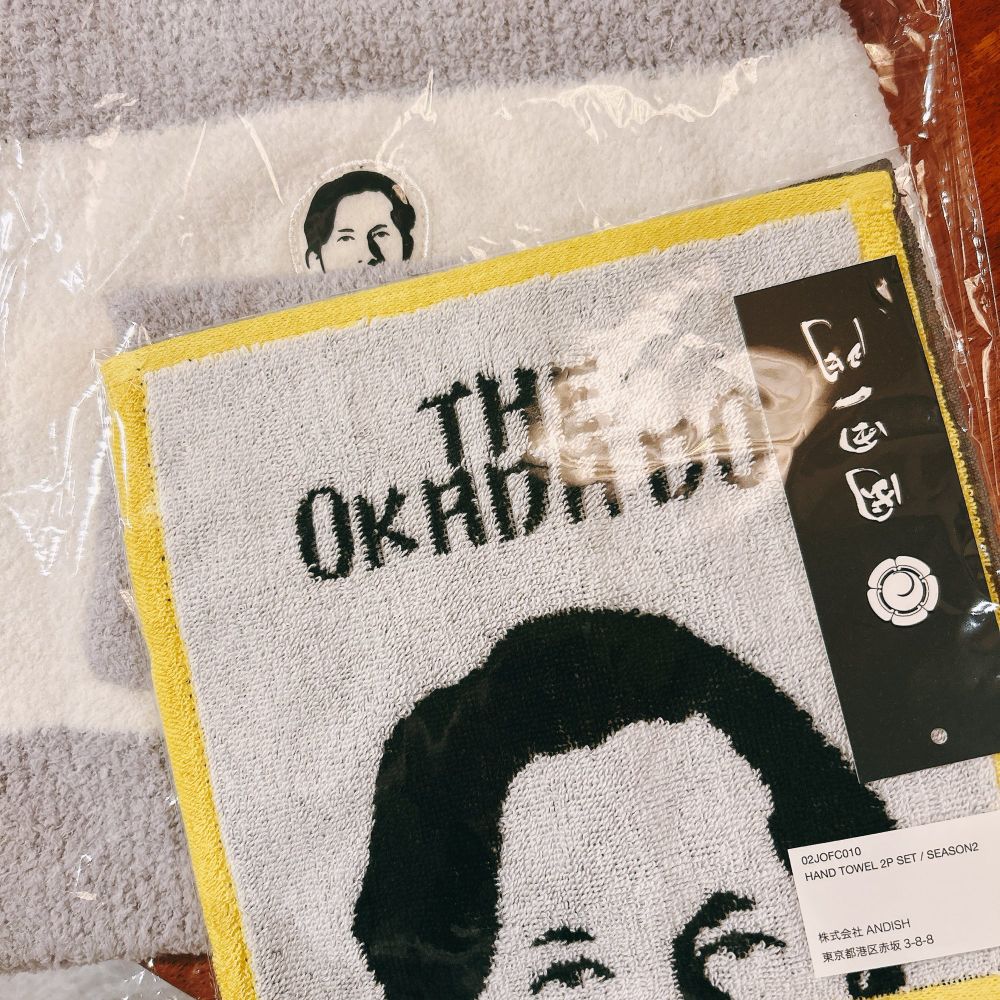 THE
OKADA
02JOFC010
HAND TOWEL 2P SET / SEASON2
株式会社 ANDISH
東京都港区赤坂 3-8-8